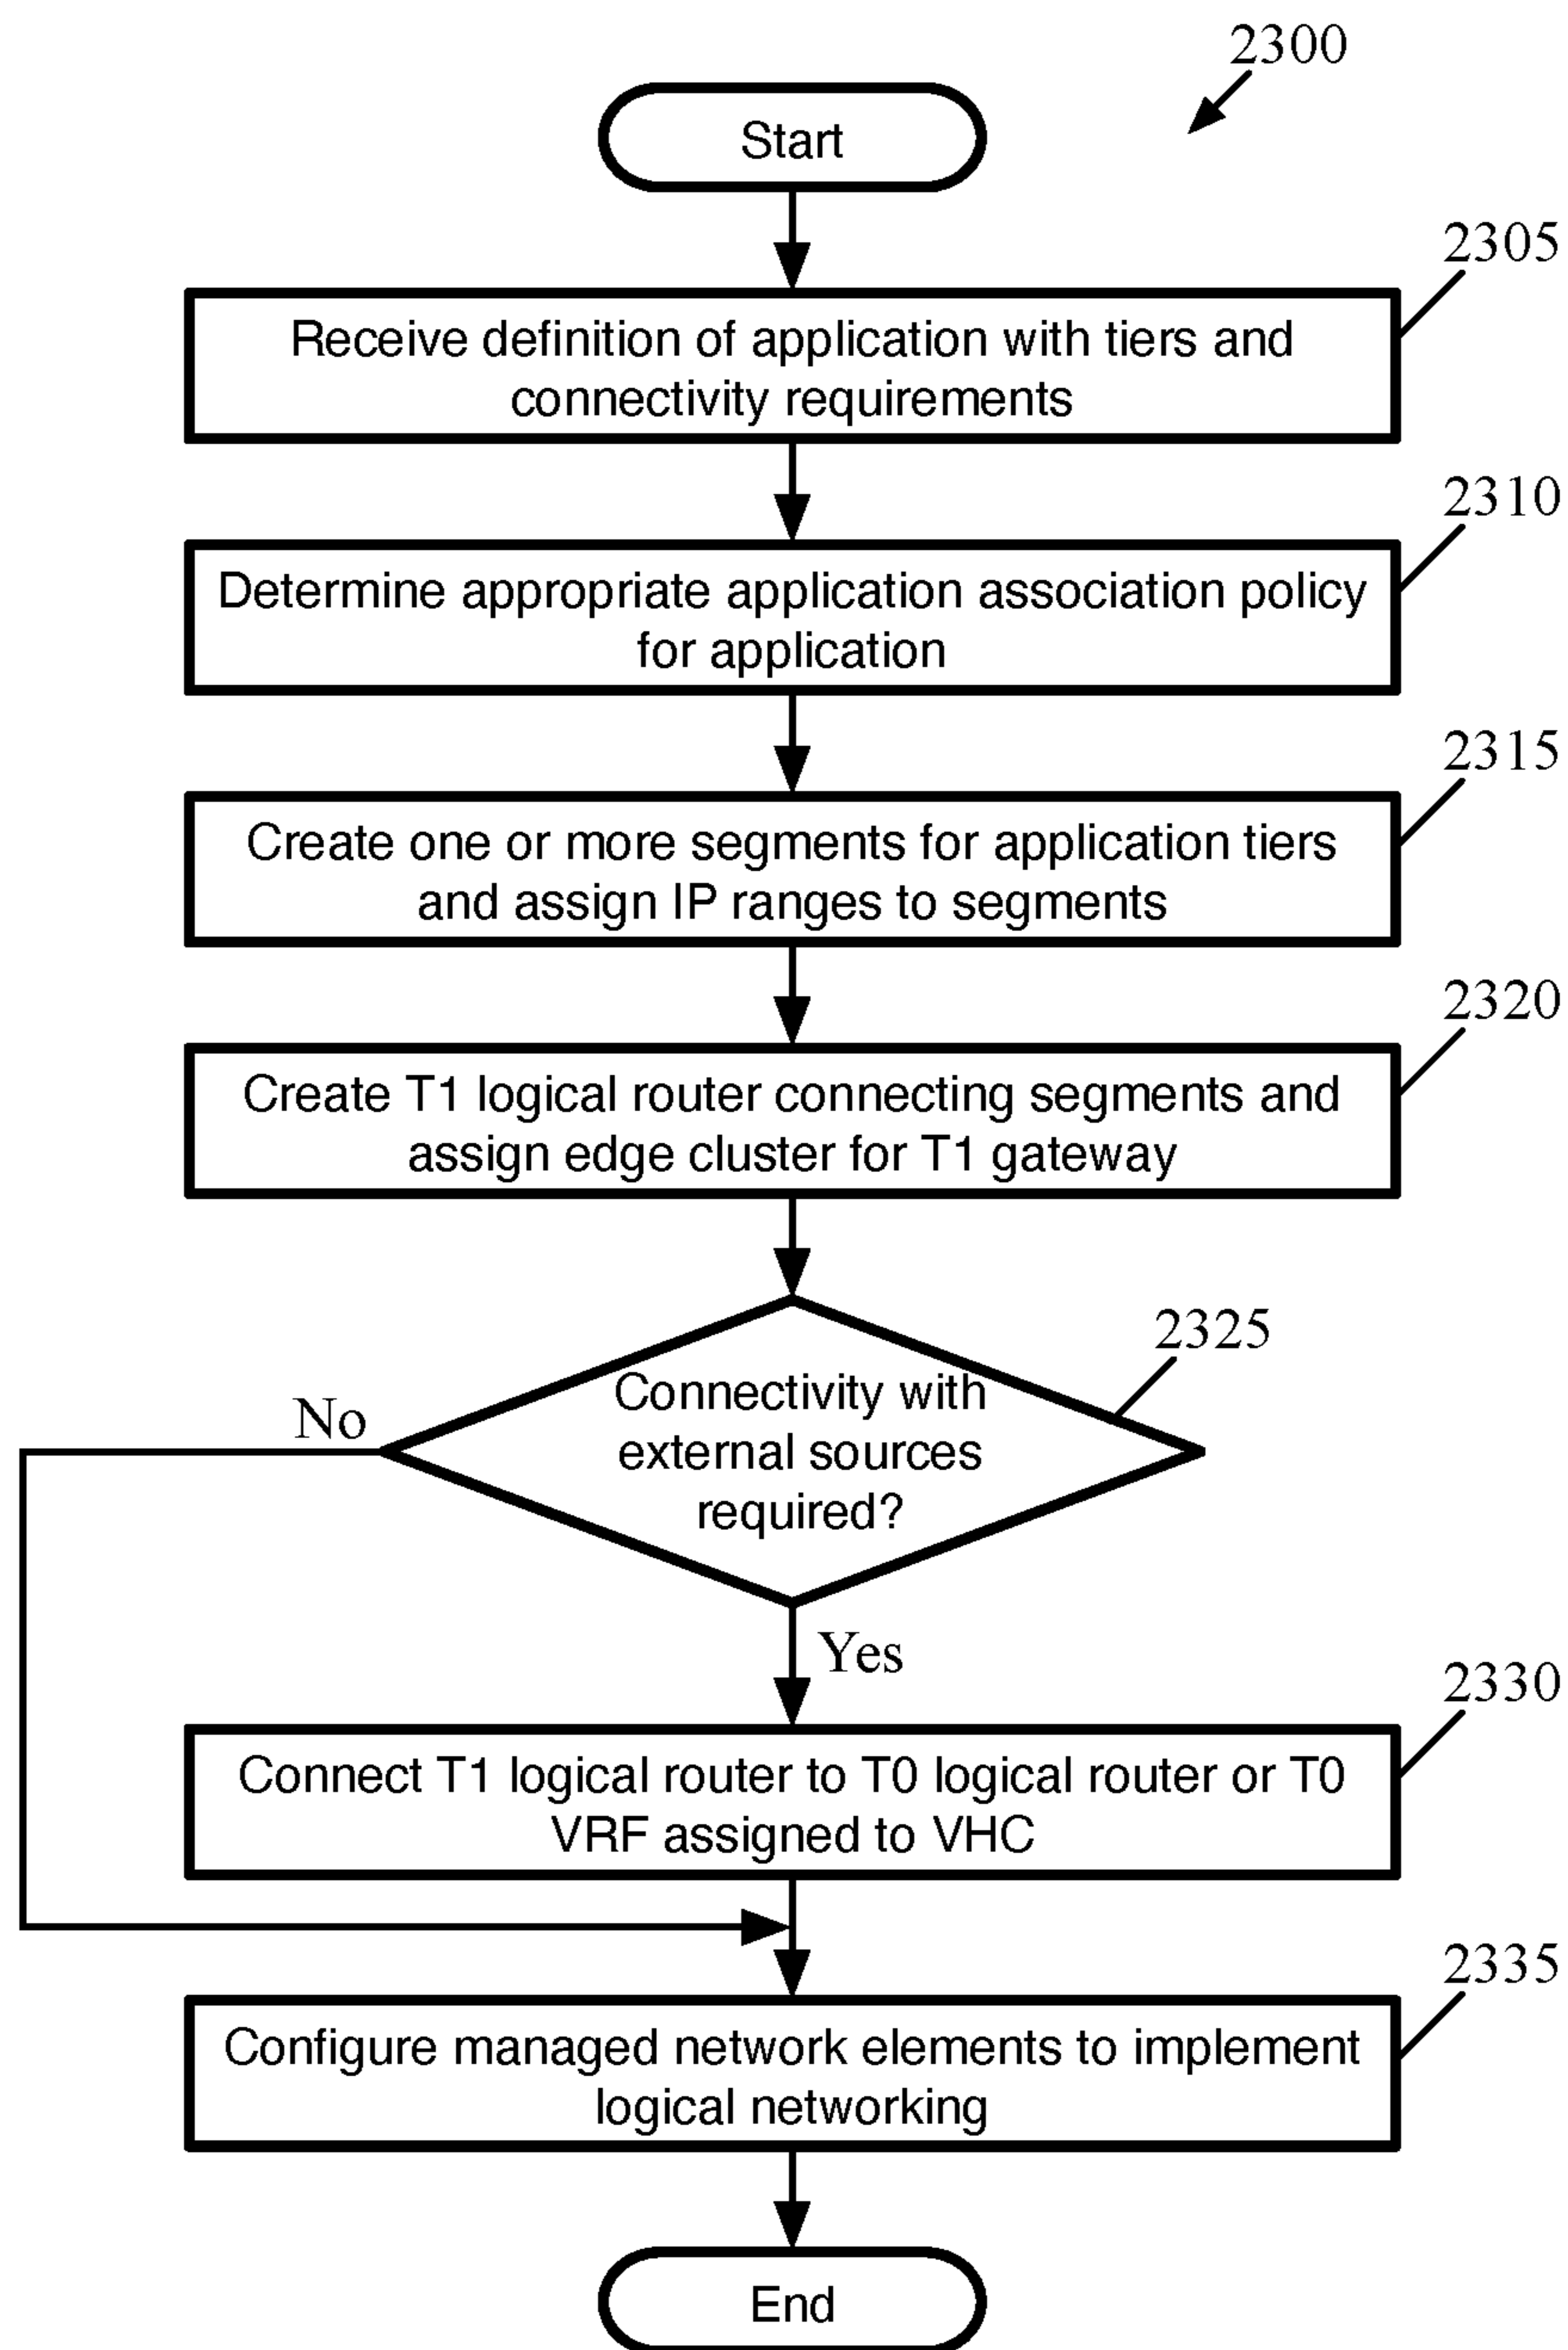 2300
Start
2305
Receive definition of application with tiers and
connectivity requirements
2310
Determine appropriate application association policy
for application
2315
Create one or more segments for application tiers
and assign IP ranges to segments
2320
Create T1 logical router connecting segments and
assign edge cluster for T1 gateway
2325
Connectivity with
external sources
required?
No
Yes
2330
Connect T1 logical router to T0 logical router or T0
VRF assigned to VHC
2335
Configure managed network elements to implement
logical networking
End